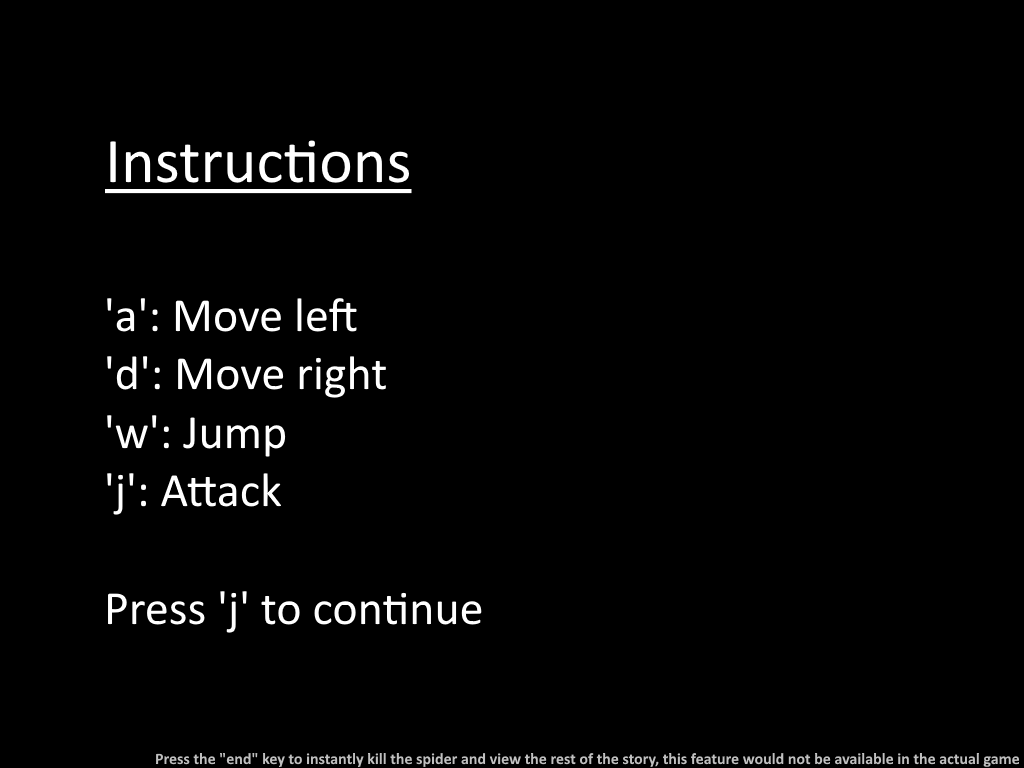 Instructions
'a': Move left
'd': Move right
'w': Jump
'j': Attack
Press 'j' to continue
Press the "end" key to instantly kill the spider and view the rest of the story, this feature would not be available in the actual game